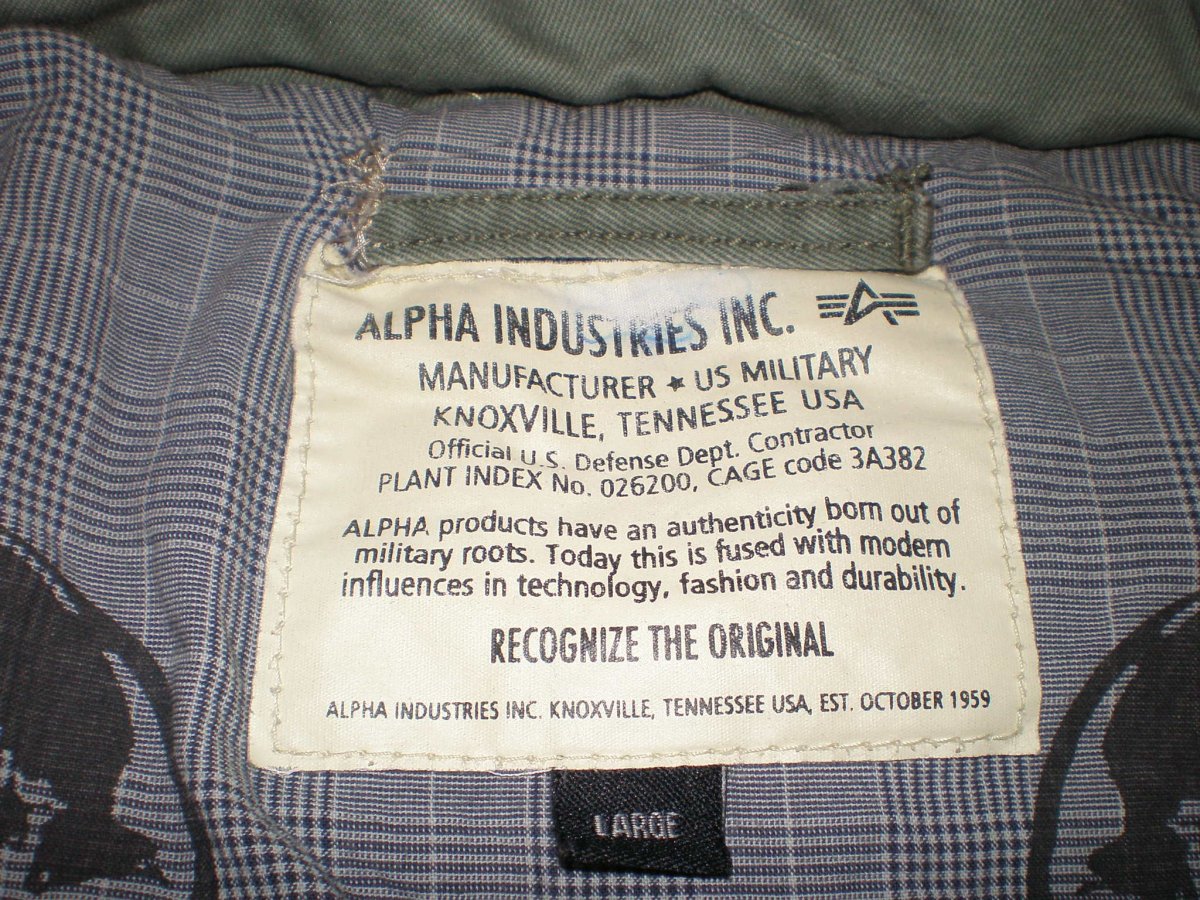 ALPHA INDUSTRIES INC.
MANUFACTURER ★ US MILITARY
KNOXVILLE, TENNESSEE USA
Official U.S. Defense Dept. Contractor
PLANT INDEX No. 026200, CAGE code 3A382
ALPHA products have an authenticity born out of
military roots. Today this is fused with modern
influences in technology, fashion and durability.
RECOGNIZE THE ORIGINAL
ALPHA INDUSTRIES INC. KNOXVILLE, TENNESSEE USA, EST. OCTOBER 1959
LARGE